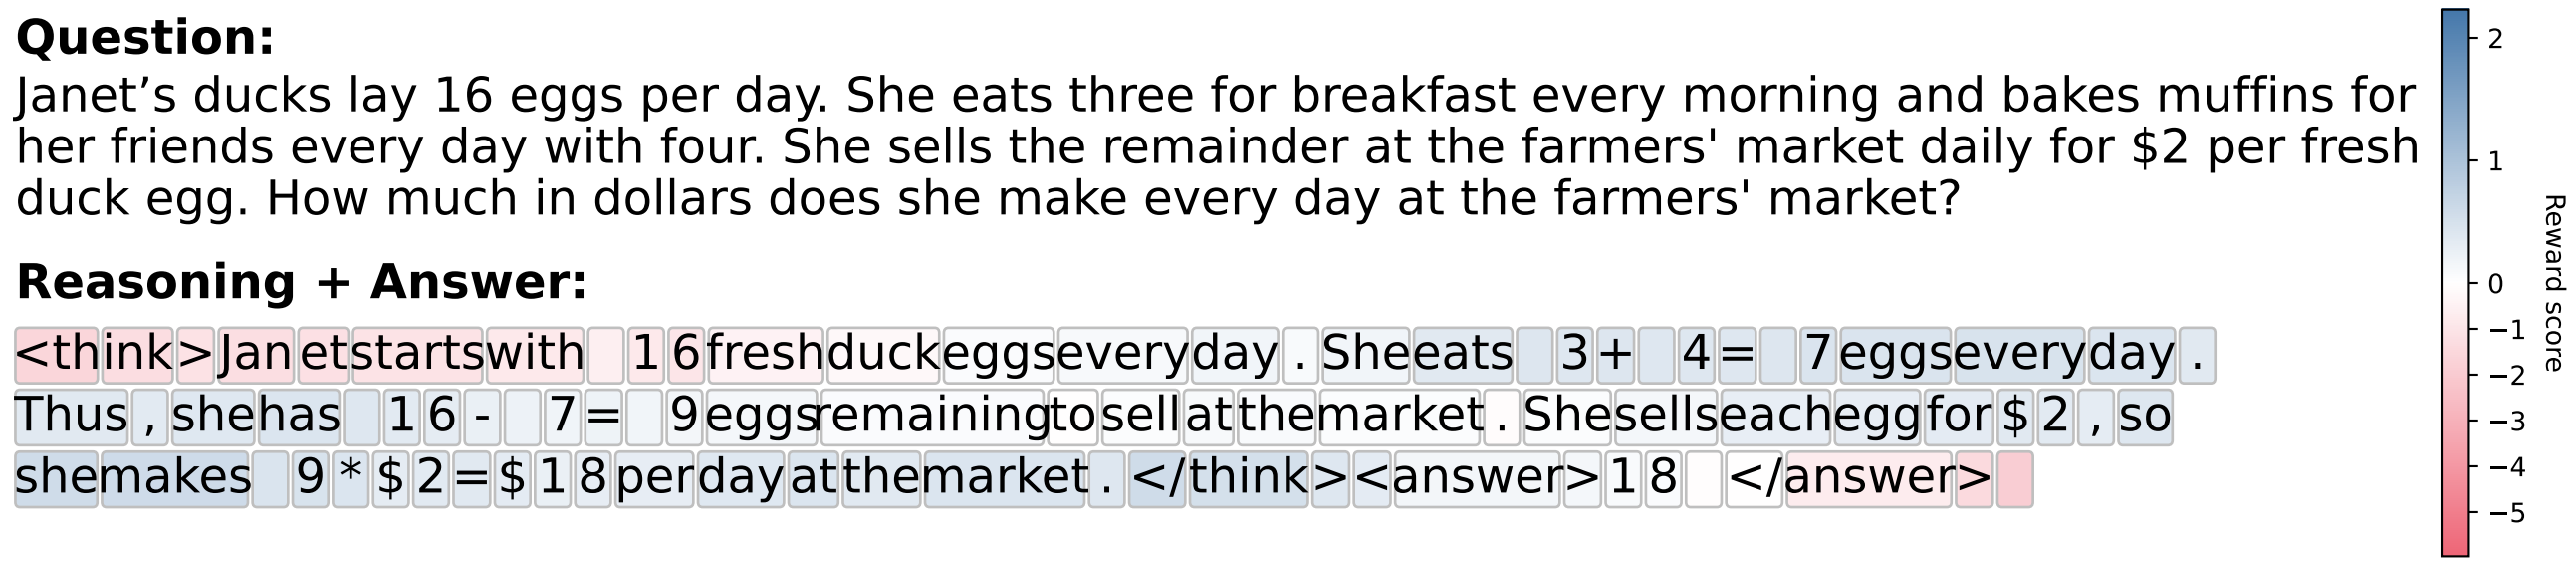 Question:
Janet’s ducks lay 16 eggs per day. She eats three for breakfast every morning and bakes muffins for
her friends every day with four. She sells the remainder at the farmers' market daily for $2 per fresh
duck egg. How much in dollars does she make every day at the farmers' market?
Reasoning + Answer:
<think>Janet starts with 16 fresh duck eggs every day. She eats 3 + 4 = 7 eggs every day.
Thus, she has 16 - 7 = 9 eggs remaining to sell at the market. She sells each egg for $2, so
she makes 9 * $2 = $18 per day at the market. </think><answer>18 </answer>
2
1
0
−1
−2
−3
−4
−5
Reward score